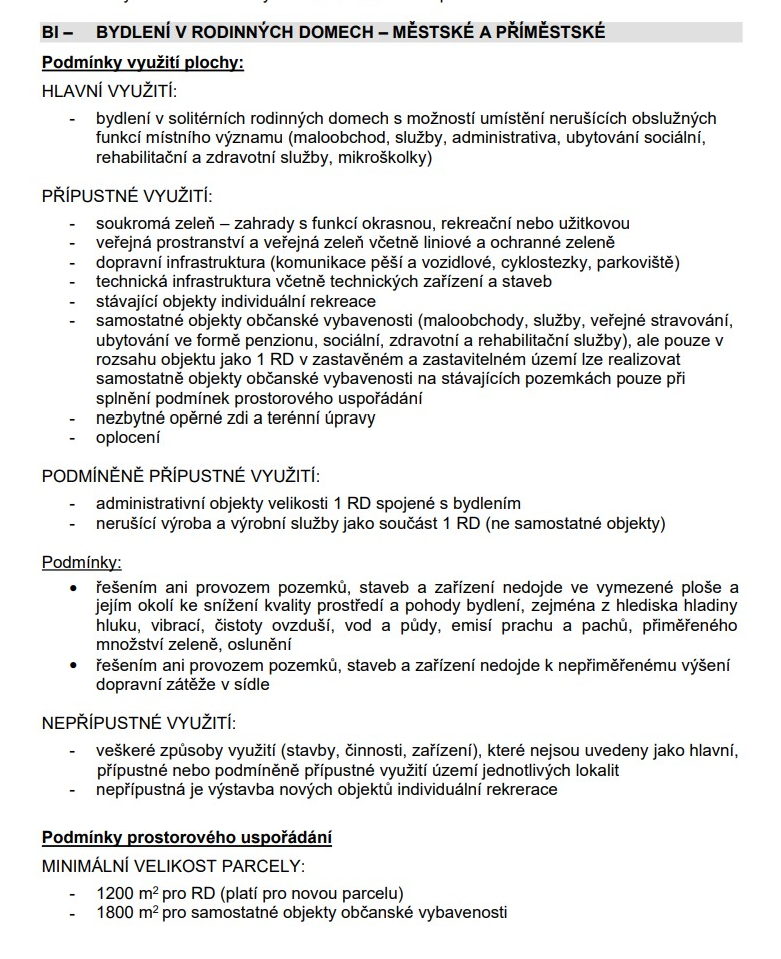 BI – BYDLENÍ V RODINNÝCH DOMECH – MĚSTSKÉ A PŘÍMĚSTSKÉ
Podmínky využití plochy:
HLAVNÍ VYUŽITÍ:
- bydlení v solitérních rodinných domech s možností umístění nerušících obslužných
funkcí místního významu (maloobchod, služby, administrativa, ubytování sociální,
rehabilitační a zdravotní služby, mikroškolky)
PŘÍPUSTNÉ VYUŽITÍ:
- soukromá zeleň – zahrady s funkcí okrasnou, rekreační nebo užitkovou
- veřejná prostranství a veřejná zeleň včetně liniové a ochranné zeleně
- dopravní infrastruktura (komunikace pěší a vozidlové, cyklostezky, parkoviště)
- technická infrastruktura včetně technických zařízení a staveb
- stávající objekty individuální rekreace
- samostatné objekty občanské vybavenosti (maloobchody, služby, veřejné stravování,
ubytování ve formě penzionu, sociální, zdravotní a rehabilitační služby), ale pouze v
rozsahu objektu jako 1 RD v zastavěném a zastavitelném území lze realizovat
samostatně objekty občanské vybavenosti na stávajících pozemkách pouze při
splnění podmínek prostorového uspořádání
- nezbytné opěrné zdi a terénní úpravy
- oplocení
PODMÍNĚNĚ PŘÍPUSTNÉ VYUŽITÍ:
- administrativní objekty velikosti 1 RD spojené s bydlením
- nerušící výroba a výrobní služby jako součást 1 RD (ne samostatné objekty)
Podmínky:
• řešením ani provozem pozemků, staveb a zařízení nedojde ve vymezené ploše a
jejím okolí ke snížení kvality prostředí a pohody bydlení, zejména z hlediska hladiny
hluku, vibrací, čistoty ovzduší, vod a půdy, emisí prachu a pachů, přiměřeného
množství zeleně, oslunění
• řešením ani provozem pozemků, staveb a zařízení nedojde k nepřiměřenému výšení
dopravní zátěže v sídle
NEPŘÍPUSTNÉ VYUŽITÍ:
- veškeré způsoby využití (stavby, činnosti, zařízení), které nejsou uvedeny jako hlavní,
přípustné nebo podmíněně přípustné využití území jednotlivých lokalit
- nepřípustná je výstavba nových objektů individuální rekrerace
Podmínky prostorového uspořádání
MINIMÁLNÍ VELIKOST PARCELY:
- 1200 m² pro RD (platí pro novou parcelu)
- 1800 m² pro samostatné objekty občanské vybavenosti